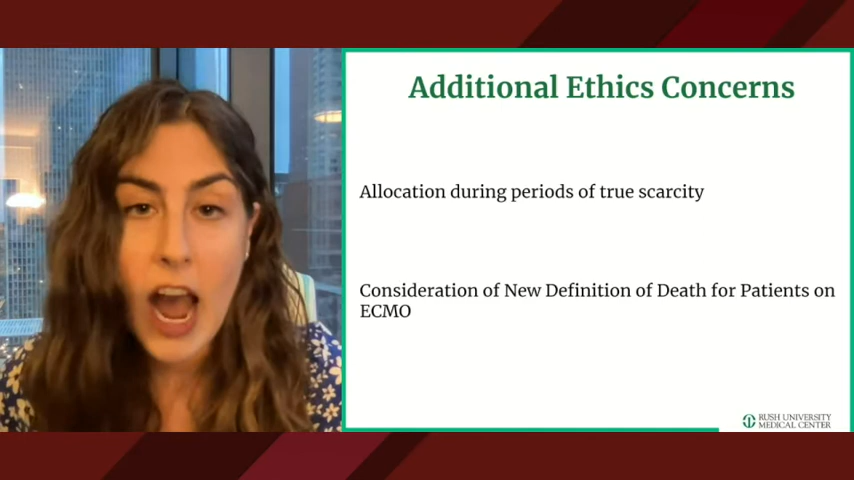 Additional Ethics Concerns
Allocation during periods of true scarcity
Consideration of New Definition of Death for Patients on
ECMO
RUSH UNIVERSITY
MEDICAL CENTER